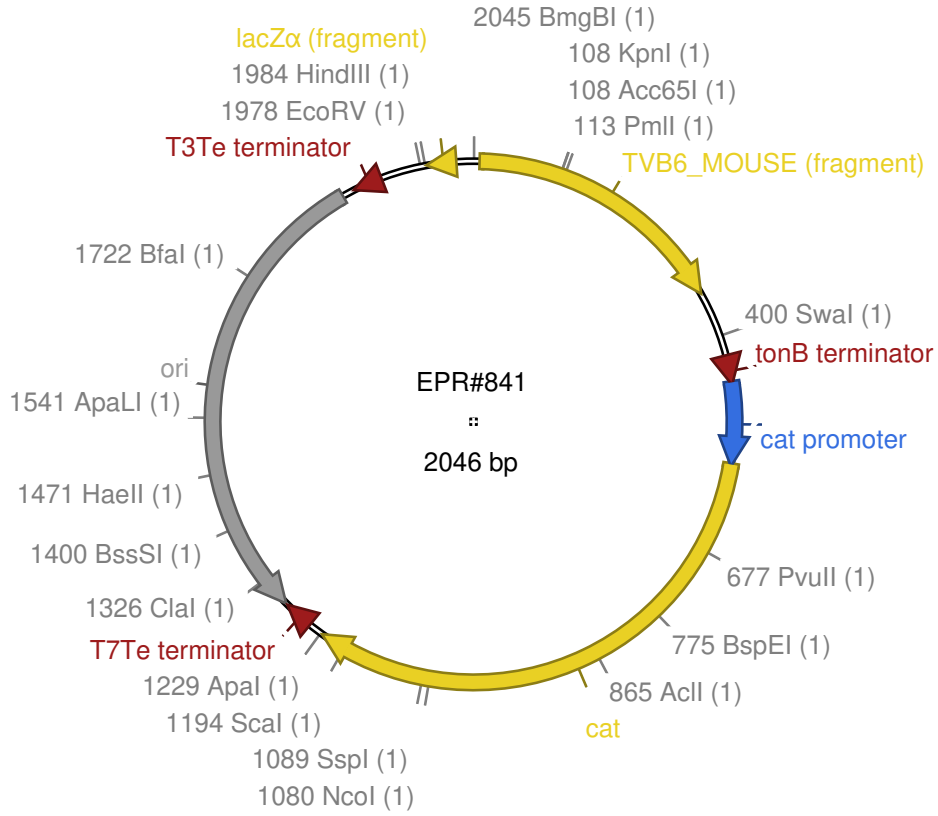 2045 BmgBI (1)
lacZα (fragment)
108 KpnI (1)
1984 HindIII (1)
108 Acc65I (1)
1978 EcoRV (1)
113 PmlI (1)
T3Te terminator
TVB6_MOUSE (fragment)
1722 BfaI (1)
400 SwaI (1)
tonB terminator
ori
EPR#841
1541 ApaLI (1)
cat promoter
2046 bp
1471 HaeII (1)
1400 BssSI (1)
677 PvuII (1)
1326 ClaI (1)
775 BspEI (1)
T7Te terminator
1229 ApaI (1)
865 AclI (1)
1194 ScaI (1)
cat
1089 SspI (1)
1080 NcoI (1)